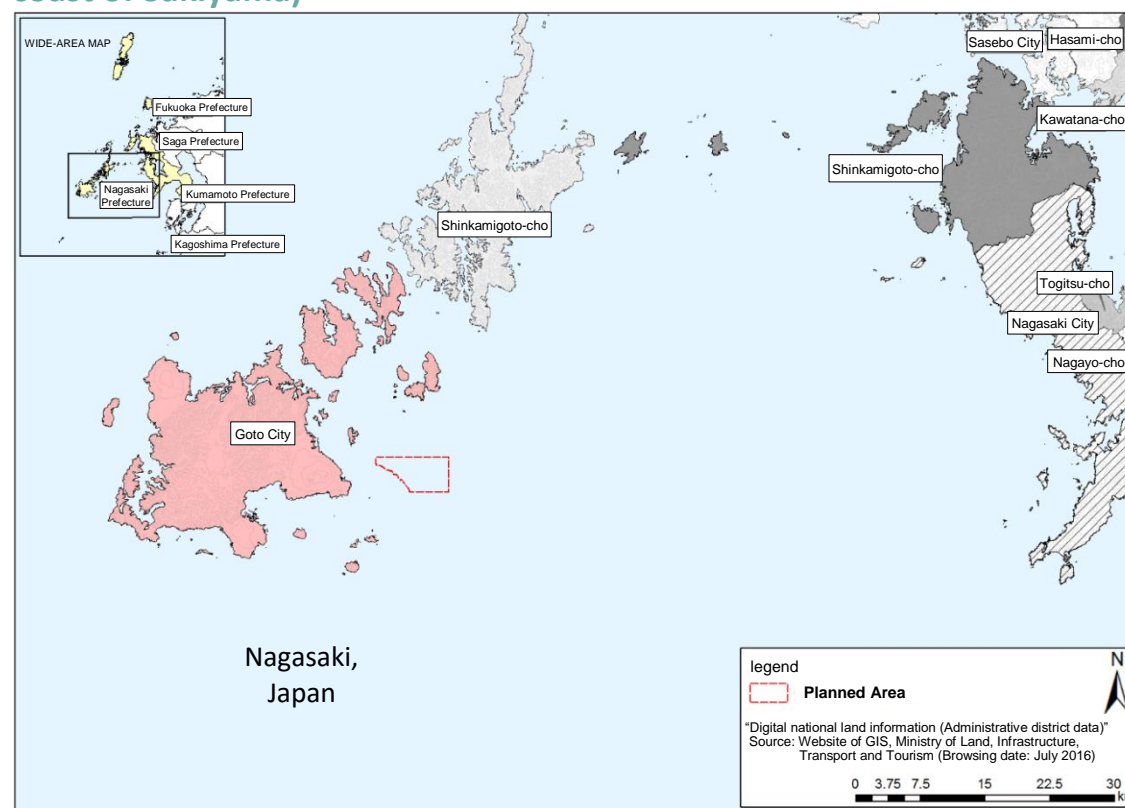 WIDE-AREA MAP
Fukuoka Prefecture
Saga Prefecture
Nagasaki
Prefecture
Kumamoto Prefecture
Kagoshima Prefecture
Sasebo City
Hasami-cho
Kawatana-cho
Shinkamigoto-cho
Shinkamigoto-cho
Togitsu-cho
Nagasaki City
Nagayo-cho
Goto City
Nagasaki,
Japan
legend
Planned Area
N
"Digital national land information (Administrative district data)"
Source: Website of GIS, Ministry of Land, Infrastructure,
Transport and Tourism (Browsing date: July 2016)
0 3.75 7.5 15 22.5 30